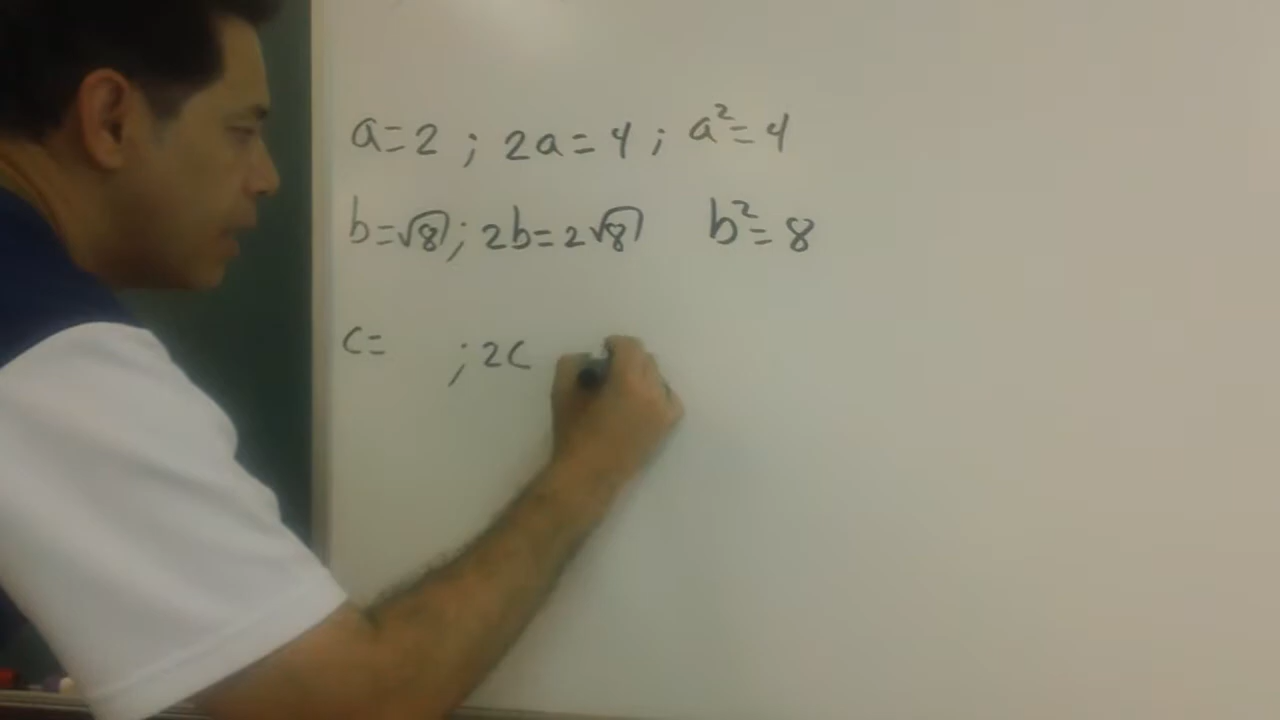 a=2 ; 2a=4 ; a²=4
b=√8 ; 2b=2√8 b²=8
c= ; 2c